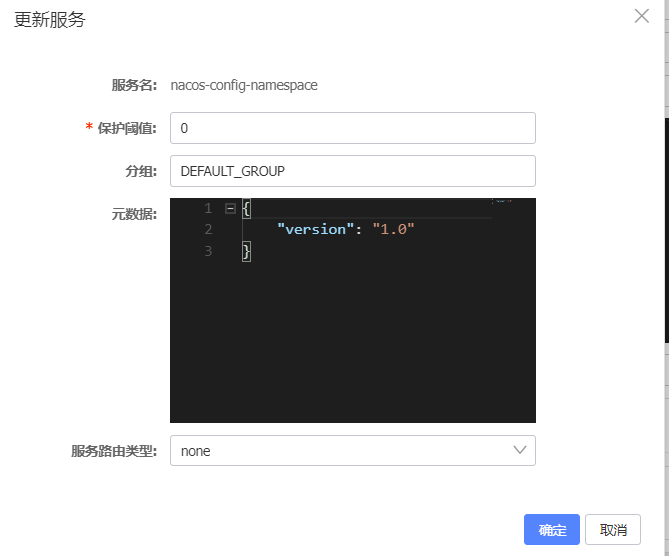 更新服务
服务名: nacos-config-namespace
* 保护阈值: 0
分组: DEFAULT_GROUP
元数据: 1 {
2 "version": "1.0"
3 }
服务路由类型: none
确定 取消